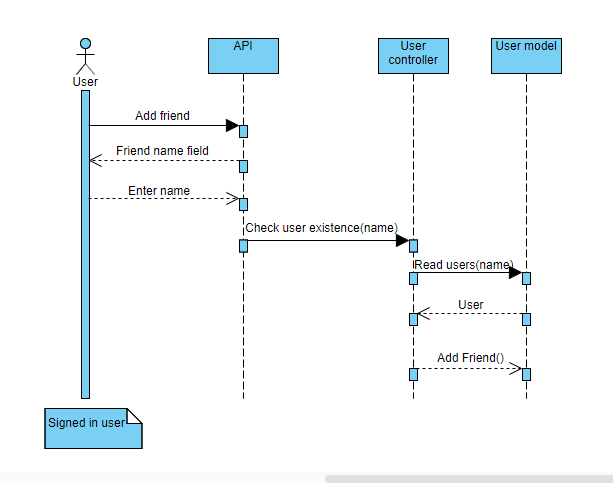 API
User
controller
User model
User
Add friend
Friend name field
Enter name
Check user existence(name)
Read users(name)
User
Add Friend()
Signed in user